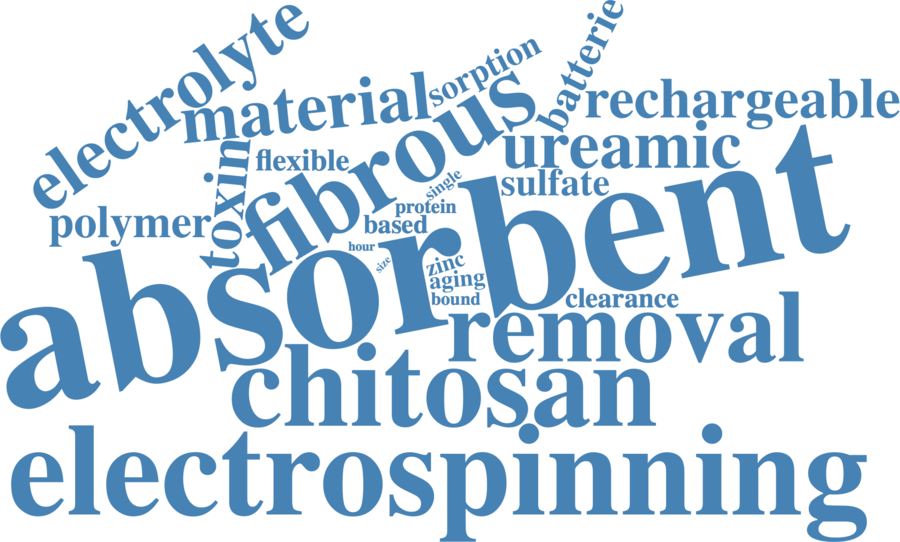 electrolyte
batterie
sorption
material
rechargeable
fibrous
ureamic
toxin
flexible
single
sulfate
polymer
protein
based
absorbent
hour
size
zinc
aging
bound
clearance
removal
chitosan
electrospinning